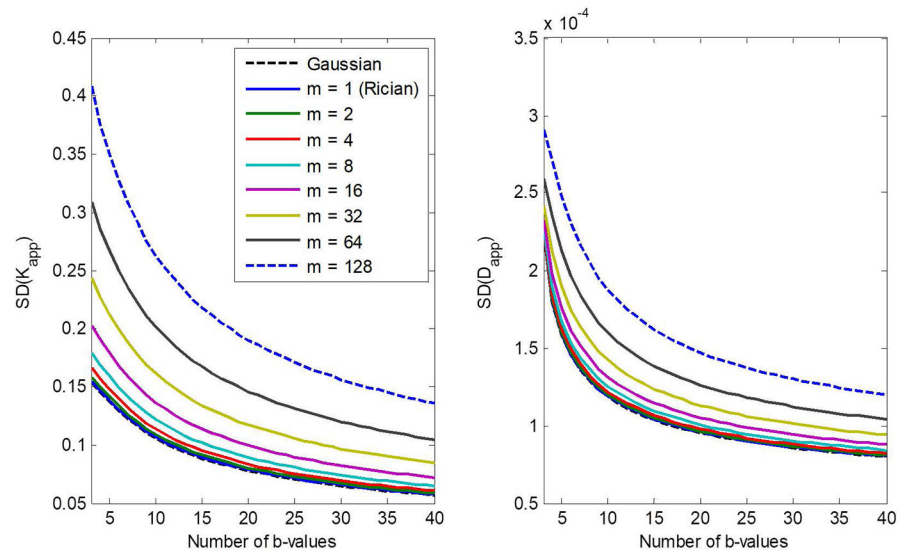 0.45
0.4
0.35
0.3
0.25
0.2
0.15
0.1
0.05
SD(Kapp)
5 10 15 20 25 30 35 40
Number of b-values
Gaussian
m = 1 (Rician)
m = 2
m = 4
m = 8
m = 16
m = 32
m = 64
m = 128
x 10-4
3.5
3
2.5
2
1.5
1
0.5
SD(Dapp)
5 10 15 20 25 30 35 40
Number of b-values